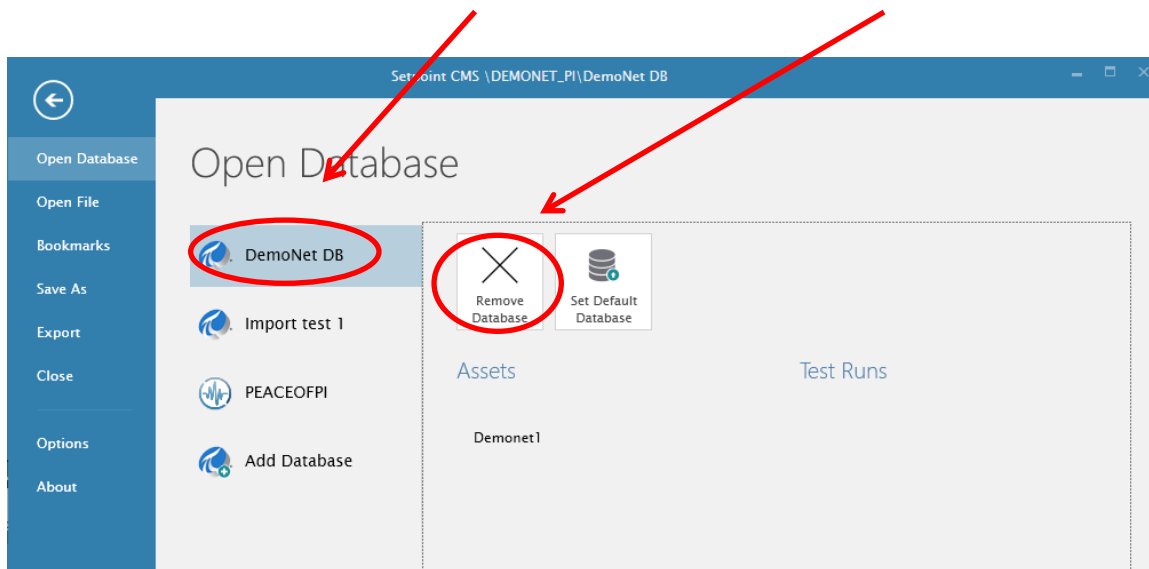 Setpoint CMS \DEMONET_PI\DemoNet DB
Open Database
Open File
Bookmarks
Save As
Export
Close
Options
About
Open Database
DemoNet DB
Import test 1
PEACEOFPI
Add Database
Remove
Database
Set Default
Database
Assets
Test Runs
Demonet1